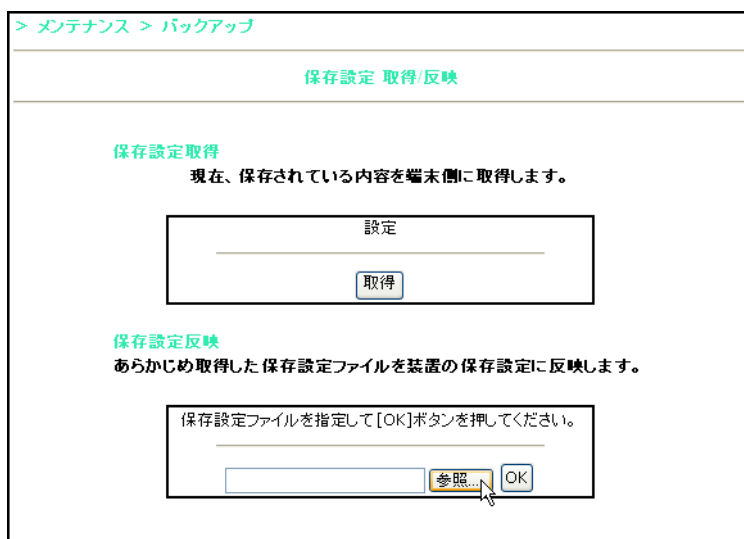 > メンテナンス > バックアップ
保存設定 取得/反映
保存設定取得
現在、保存されている内容を端末側に取得します。
設定
取得
保存設定反映
あらかじめ取得した保存設定ファイルを装置の保存設定に反映します。
保存設定ファイルを指定して[OK]ボタンを押してください。
参照... OK